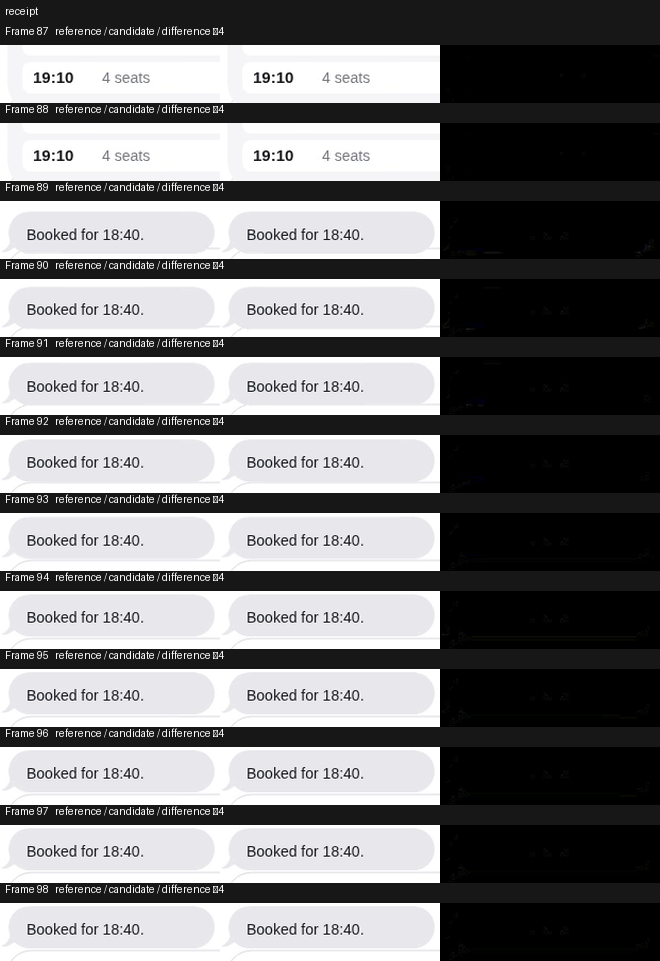 receipt
Frame 87 reference / candidate / difference 4
19:10 4 seats 19:10 4 seats
Frame 88 reference / candidate / difference 4
19:10 4 seats 19:10 4 seats
Frame 89 reference / candidate / difference 4
Booked for 18:40. Booked for 18:40.
Frame 90 reference / candidate / difference 4
Booked for 18:40. Booked for 18:40.
Frame 91 reference / candidate / difference 4
Booked for 18:40. Booked for 18:40.
Frame 92 reference / candidate / difference 4
Booked for 18:40. Booked for 18:40.
Frame 93 reference / candidate / difference 4
Booked for 18:40. Booked for 18:40.
Frame 94 reference / candidate / difference 4
Booked for 18:40. Booked for 18:40.
Frame 95 reference / candidate / difference 4
Booked for 18:40. Booked for 18:40.
Frame 96 reference / candidate / difference 4
Booked for 18:40. Booked for 18:40.
Frame 97 reference / candidate / difference 4
Booked for 18:40. Booked for 18:40.
Frame 98 reference / candidate / difference 4
Booked for 18:40. Booked for 18:40.